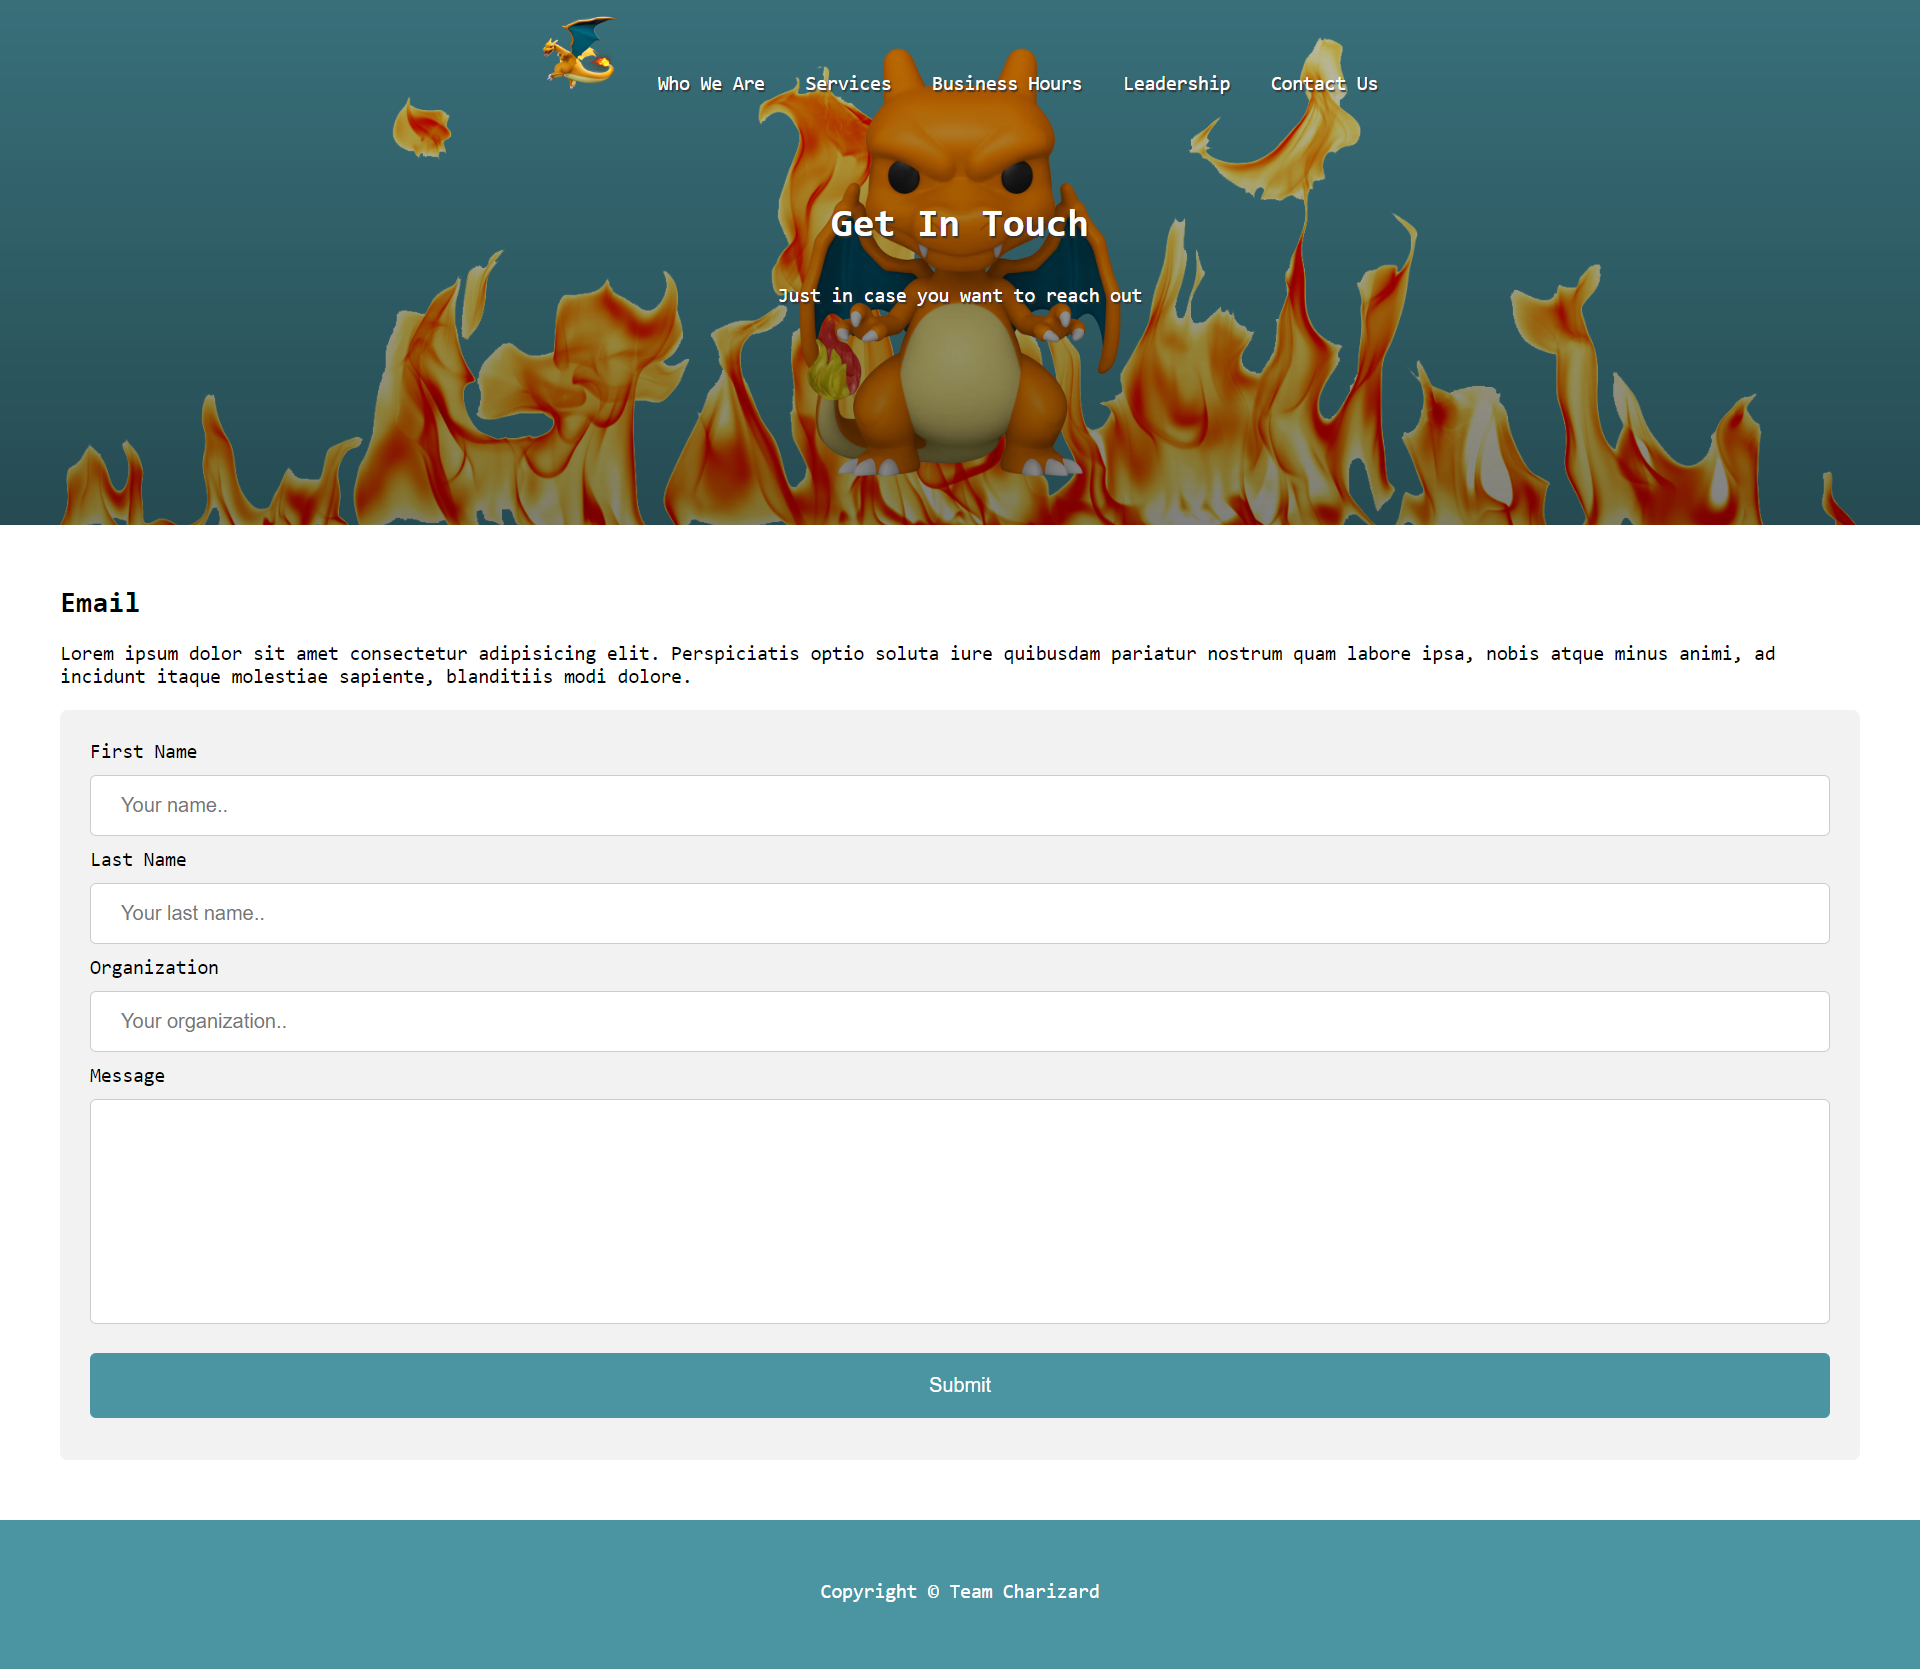 Who We Are Services Business Hours Leadership Contact Us
Get In Touch
Just in case you want to reach out
Email
Lorem ipsum dolor sit amet consectetur adipisicing elit. Perspiciatis optio soluta iure quibusdam pariatur nostrum quam labore ipsa, nobis atque minus animi, ad
incidunt itaque molestiae sapiente, blanditiis modi dolore.
First Name
Your name..
Last Name
Your last name..
Organization
Your organization..
Message
Submit
Copyright © Team Charizard